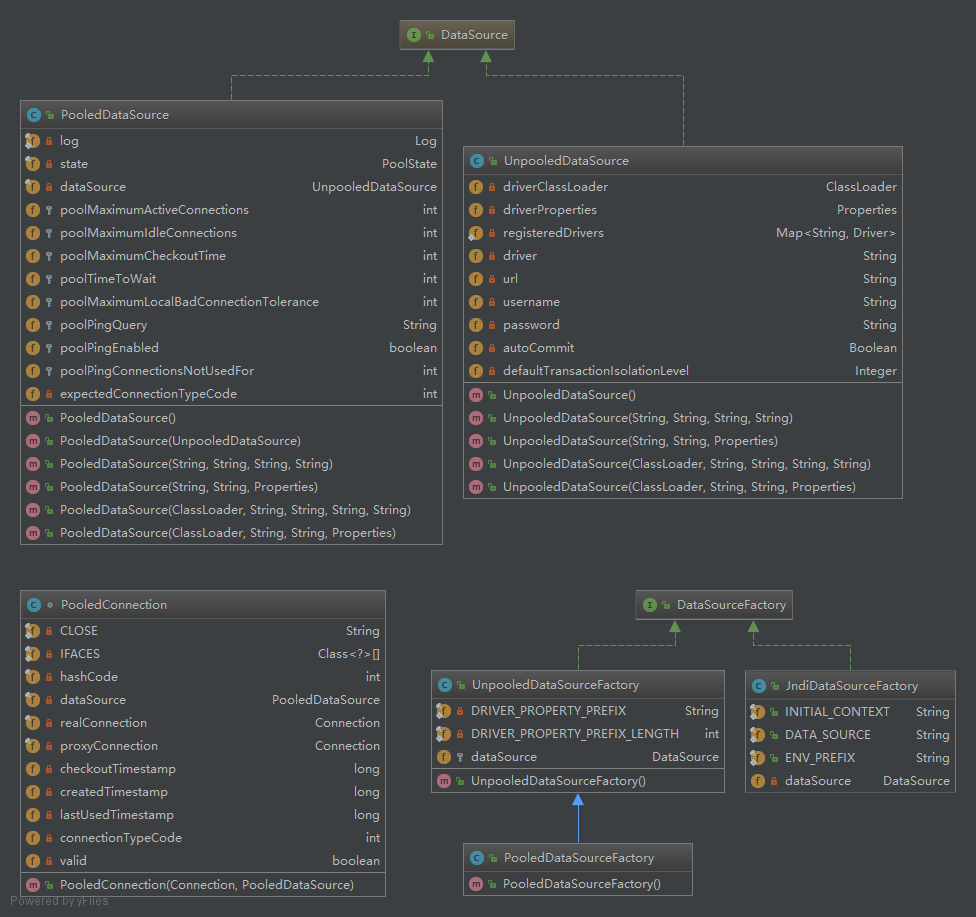 DataSource
PooledDataSource
log Log
state PoolState
dataSource UnpooledDataSource
poolMaximumActiveConnections int
poolMaximumIdleConnections int
poolMaximumCheckoutTime int
poolTimeToWait int
poolMaximumLocalBadConnectionTolerance int
poolPingQuery String
poolPingEnabled boolean
poolPingConnectionsNotUsedFor int
expectedConnectionTypeCode int
PooledDataSource()
PooledDataSource(UnpooledDataSource)
PooledDataSource(String, String, String, String)
PooledDataSource(String, String, Properties)
PooledDataSource(ClassLoader, String, String, String, String)
PooledDataSource(ClassLoader, String, String, Properties)
UnpooledDataSource
driverClassLoader ClassLoader
driverProperties Properties
registeredDrivers Map<String, Driver>
driver String
url String
username String
password String
autoCommit Boolean
defaultTransactionIsolationLevel Integer
UnpooledDataSource()
UnpooledDataSource(String, String, String, String)
UnpooledDataSource(String, String, Properties)
UnpooledDataSource(ClassLoader, String, String, String, String)
UnpooledDataSource(ClassLoader, String, String, Properties)
PooledConnection
CLOSE String
IFACES Class<?>[]
hashCode int
dataSource PooledDataSource
realConnection Connection
proxyConnection Connection
checkoutTimestamp long
createdTimestamp long
lastUsedTimestamp long
connectionTypeCode int
valid boolean
PooledConnection(Connection, PooledDataSource)
DataSourceFactory
UnpooledDataSourceFactory
DRIVER_PROPERTY_PREFIX String
DRIVER_PROPERTY_PREFIX_LENGTH int
dataSource DataSource
UnpooledDataSourceFactory()
JndiDataSourceFactory
INITIAL_CONTEXT String
DATA_SOURCE String
ENV_PREFIX String
dataSource DataSource
PooledDataSourceFactory
PooledDataSourceFactory()
Powered by yFiles